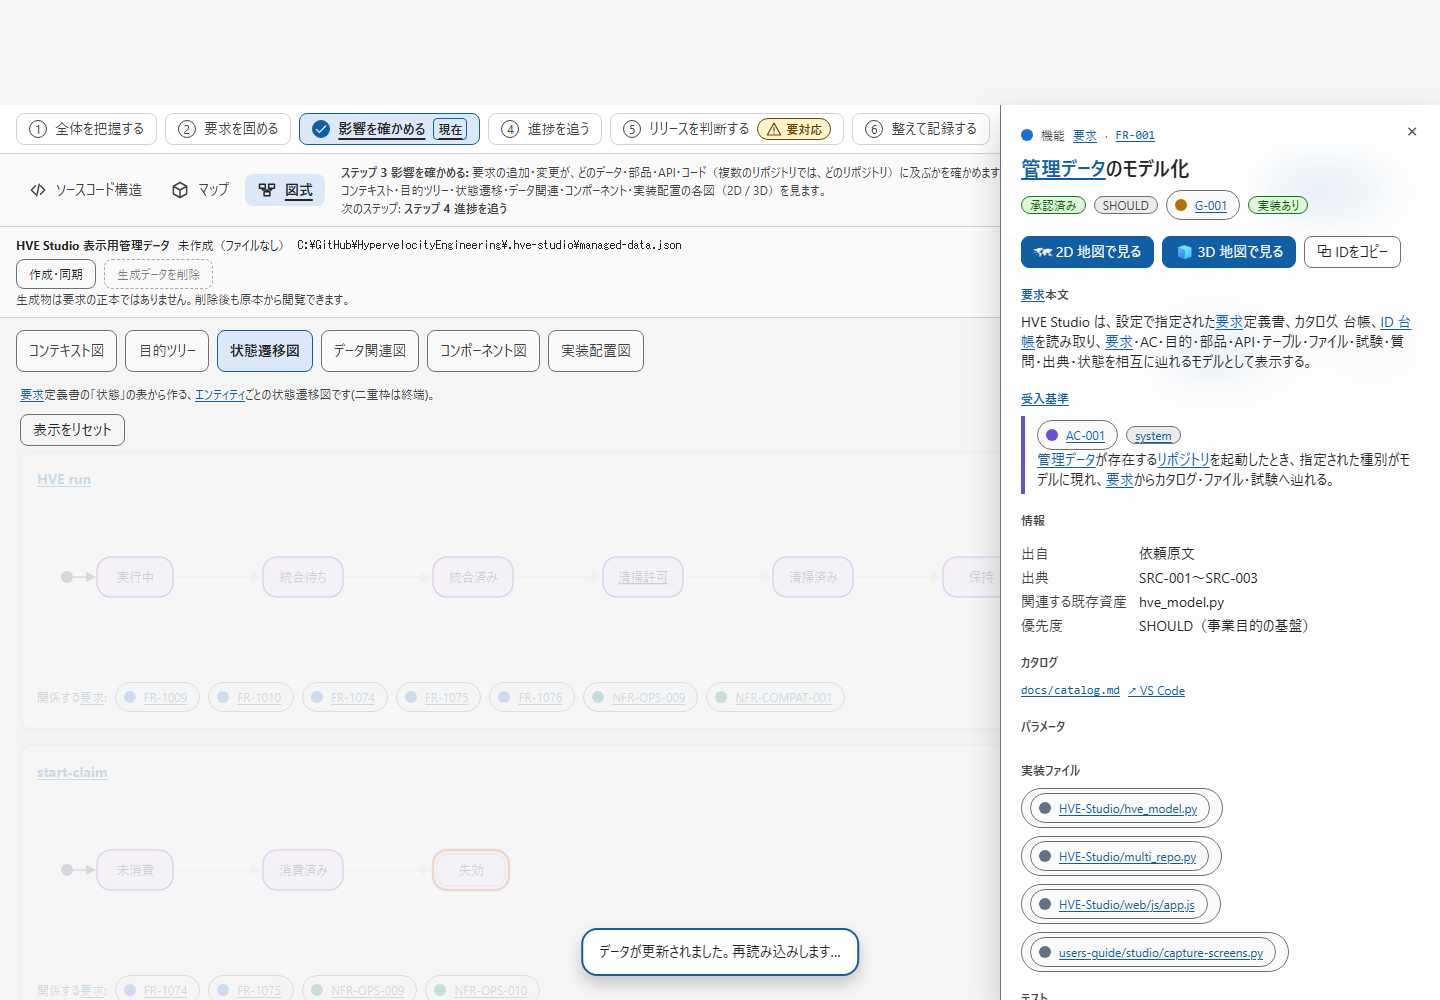 1 全体を把握する
2 要求を固める
影響を確かめる 現在
4 進捗を追う
5 リリースを判断する 要対応
6 整えて記録する
ソースコード構造
マップ
図式
ステップ 3 影響を確かめる: 要求の追加・変更が、どのデータ・部品・API・コード（複数のリポジトリでは、どのリポジトリ）に及ぶかを確かめます
コンテキスト・目的ツリー・状態遷移・データ関連・コンポーネント・実装配置の各図（2D / 3D）を見ます。
次のステップ: ステップ 4 進捗を追う
HVE Studio 表示用管理データ 未作成（ファイルなし） C:¥GitHub¥HypervelocityEngineering¥.hve-studio¥managed-data.json
作成・同期
生成データを削除
生成物は要求の正本ではありません。削除後も原本から閲覧できます。
コンテキスト図
目的ツリー
状態遷移図
データ関連図
コンポーネント図
実装配置図
要求定義書の「状態」の表から作る、エンティティごとの状態遷移図です(二重枠は終端)。
表示をリセット
HVE run
実行中
統合待ち
統合済み
清掃許可
清掃済み
保持
関係する要求: FR-1009 FR-1010 FR-1074 FR-1075 FR-1076 NFR-OPS-009 NFR-COMPAT-001
start-claim
未消費
消費済み
失効
関係する要求: FR-1074 FR-1075 NFR-OPS-009 NFR-OPS-010
データが更新されました。再読み込みします...
機能 要求 · FR-001
×
管理データのモデル化
承認済み SHOULD G-001 実装あり
2D 地図で見る
3D 地図で見る
IDをコピー
要求本文
HVE Studio は、設定で指定された要求定義書、カタログ、台帳、ID 台
帳を読み取り、要求・AC・目的・部品・API・テーブル・ファイル・試験・質
問・出典・状態を相互に辿れるモデルとして表示する。
受入基準
AC-001 system
管理データが存在するリポジトリを起動したとき、指定された種別がモ
デルに現れ、要求からカタログ・ファイル・試験へ辿れる。
情報
出自 依頼原文
出典 SRC-001～SRC-003
関連する既存資産 hve_model.py
優先度 SHOULD（事業目的の基盤）
カタログ
docs/catalog.md ↗ VS Code
パラメータ
実装ファイル
HVE-Studio/hve_model.py
HVE-Studio/multi_repo.py
HVE-Studio/web/js/app.js
users-guide/studio/capture-screens.py
テスト